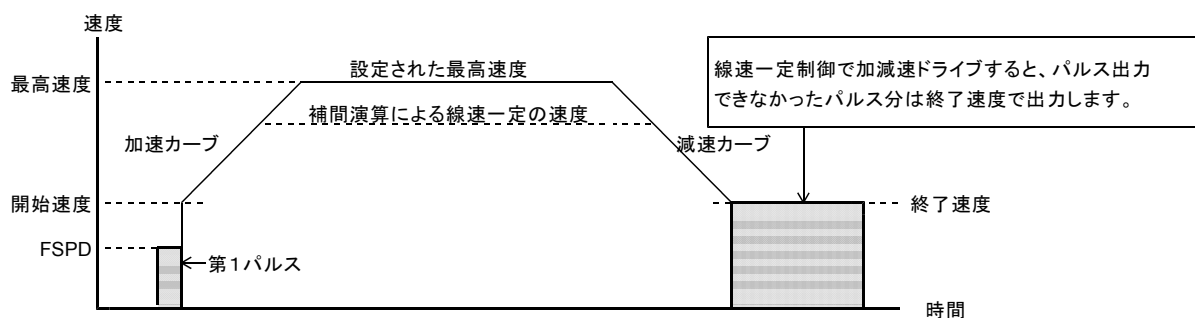 速度
最高速度
設定された最高速度
線速一定制御で加減速ドライブすると、パルス出力
できなかったパルス分は終了速度で出力します。
補間演算による線速一定の速度
加速カーブ
減速カーブ
開始速度
終了速度
FSPD
第1パルス
時間